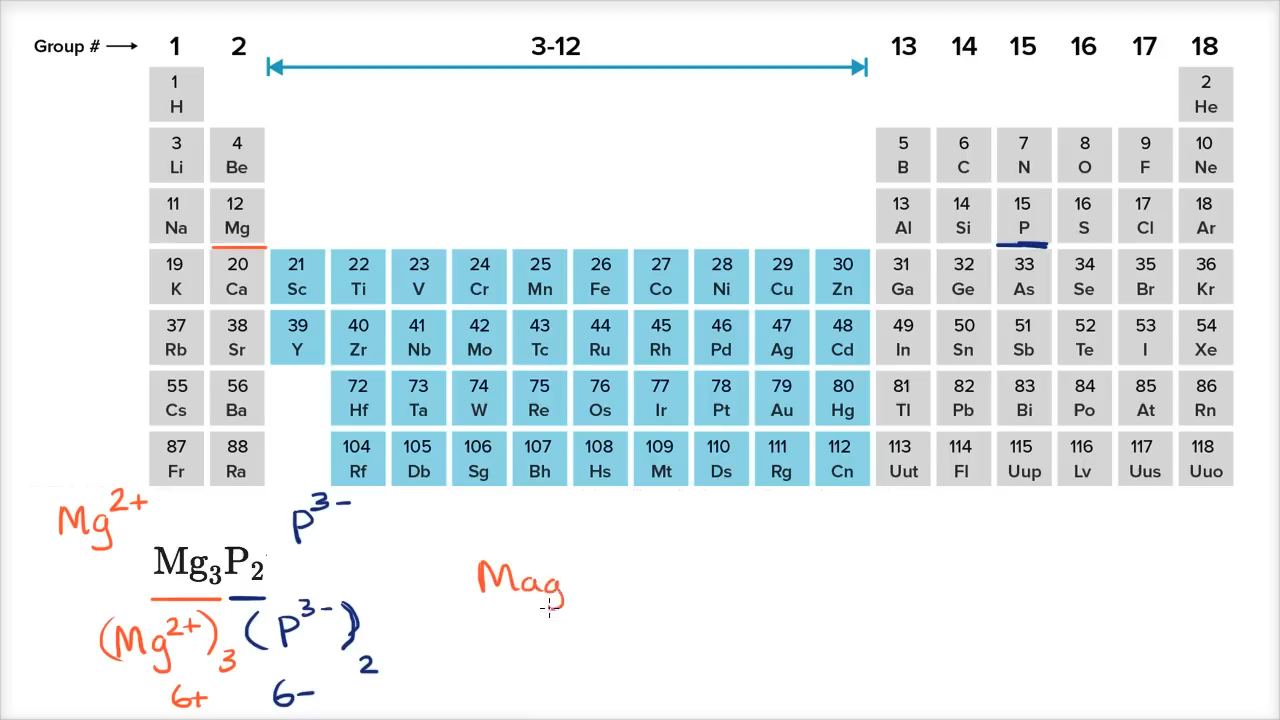 Group # → 1 2 3-12 13 14 15 16 17 18
1 2
H He
3 4 5 6 7 8 9 10
Li Be B C N O F Ne
11 12 13 14 15 16 17 18
Na Mg Al Si P S Cl Ar
19 20 21 22 23 24 25 26 27 28 29 30 31 32 33 34 35 36
K Ca Sc Ti V Cr Mn Fe Co Ni Cu Zn Ga Ge As Se Br Kr
37 38 39 40 41 42 43 44 45 46 47 48 49 50 51 52 53 54
Rb Sr Y Zr Nb Mo Tc Ru Rh Pd Ag Cd In Sn Sb Te I Xe
55 56 72 73 74 75 76 77 78 79 80 81 82 83 84 85 86
Cs Ba Hf Ta W Re Os Ir Pt Au Hg Tl Pb Bi Po At Rn
87 88 104 105 106 107 108 109 110 111 112 113 114 115 116 117 118
Fr Ra Rf Db Sg Bh Hs Mt Ds Rg Cn Uut Fl Uup Lv Uus Uuo
Mg²⁺ P³⁻
Mg₃P₂ Mag
(Mg²⁺)₃ (P³⁻)₂
6+ 6−